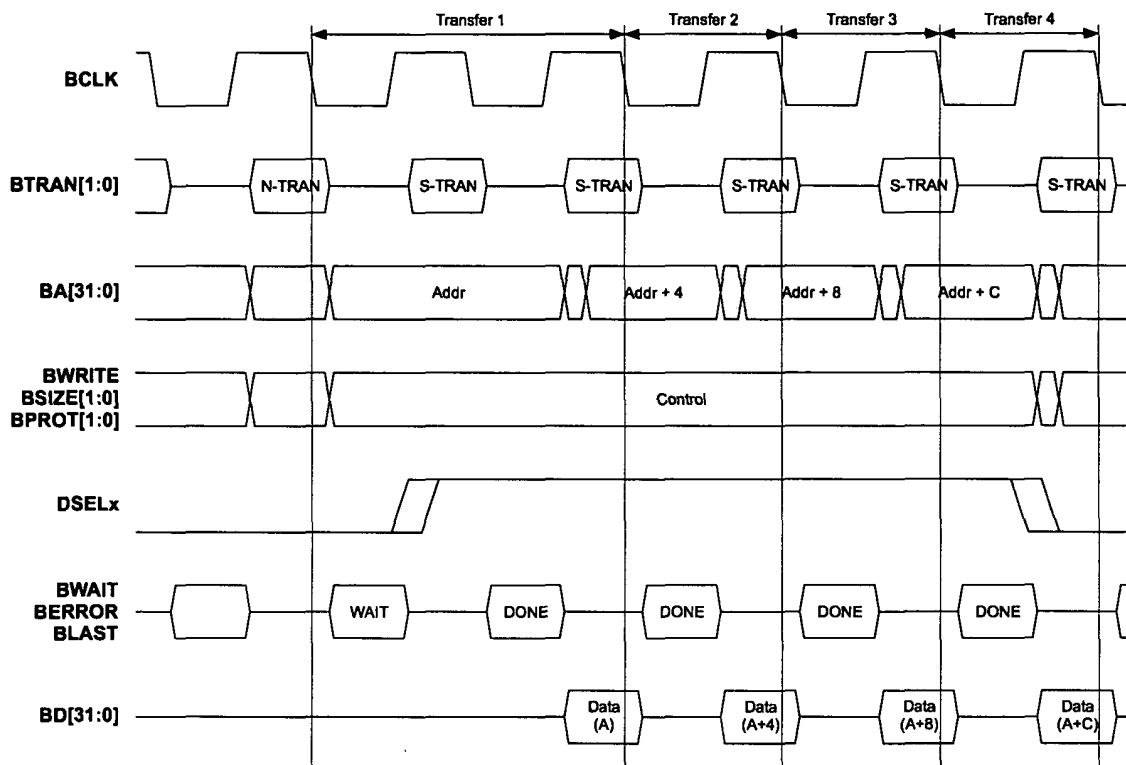 Transfer 1 Transfer 2 Transfer 3 Transfer 4
BCLK
BTRAN[1:0] N-TRAN S-TRAN S-TRAN S-TRAN S-TRAN S-TRAN
BA[31:0] Addr Addr + 4 Addr + 8 Addr + C
BWRITE
BSIZE[1:0] Control
BPROT[1:0]
DSELx
BWAIT
BERROR WAIT DONE DONE DONE DONE
BLAST
BD[31:0] Data Data Data Data
(A) (A+4) (A+8) (A+C)